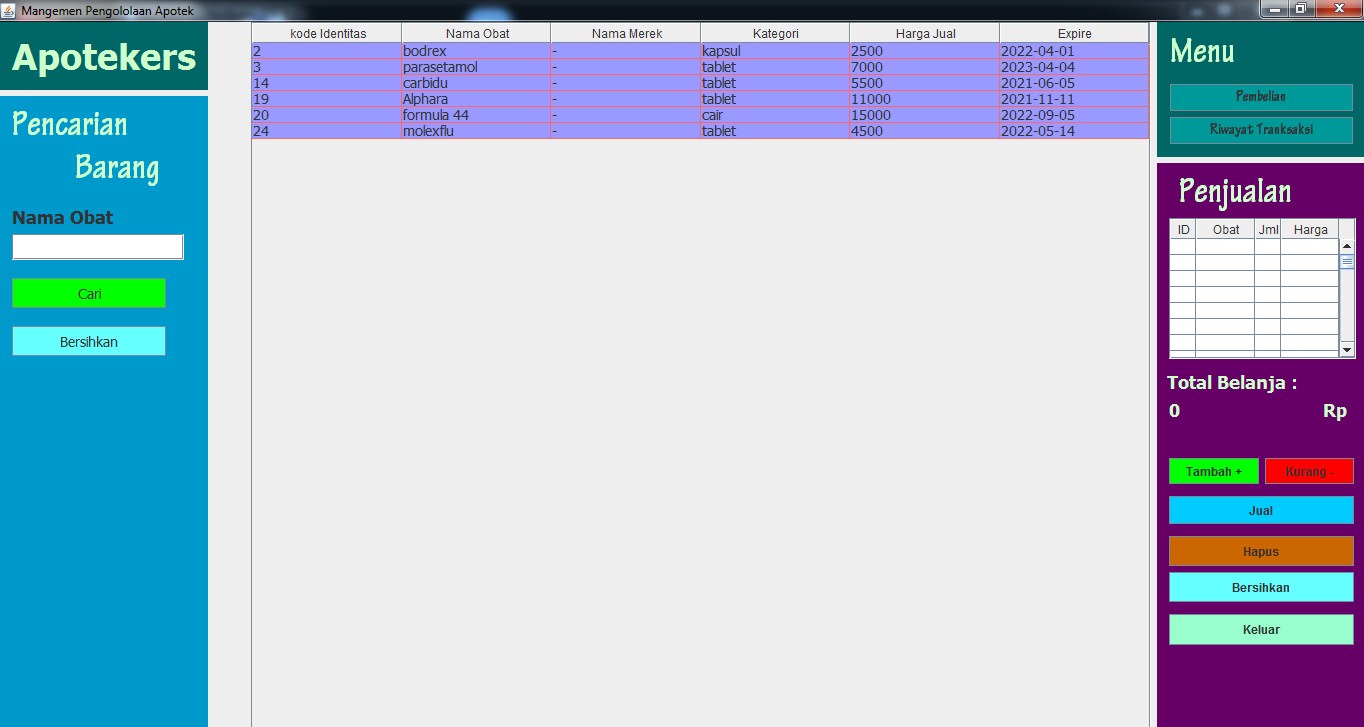 Mangemen Pengololaan Apotek
Apotekers
Pencarian
Barang
Nama Obat
Cari
Bersihkan
kode Identitas Nama Obat Nama Merek Kategori Harga Jual Expire
2 bodrex - kapsul 2500 2022-04-01
3 parasetamol - tablet 7000 2023-04-04
14 carbidu - tablet 5500 2021-06-05
19 Alphara - tablet 11000 2021-11-11
20 formula 44 - cair 15000 2022-09-05
24 molexflu - tablet 4500 2022-05-14
Menu
Pembelian
Riwayat Tranksaksi
Penjualan
ID Obat Jml Harga
Total Belanja :
0 Rp
Tambah + Kurang -
Jual
Hapus
Bersihkan
Keluar